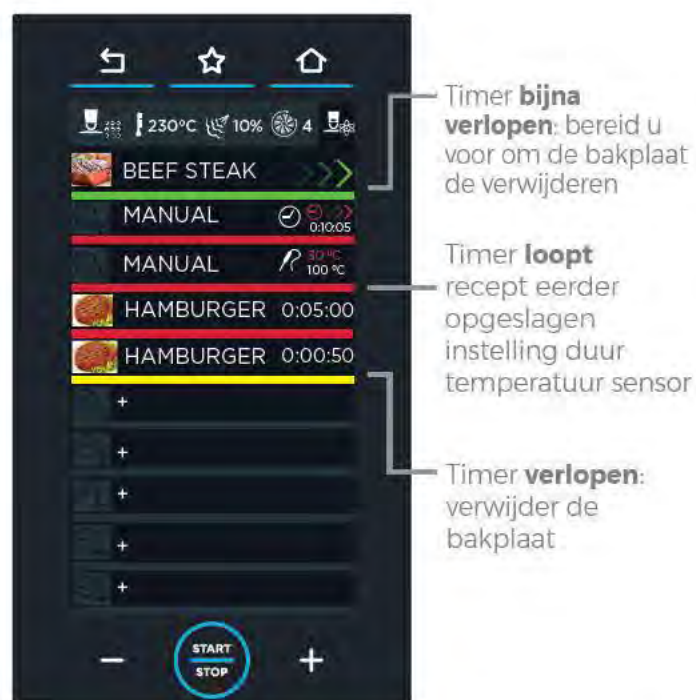 230°C 10% 4
BEEF STEAK
MANUAL
0:10:05
MANUAL
30 °C
100 °C
HAMBURGER 0:05:00
HAMBURGER 0:00:50
+
+
+
+
+
START
STOP
- +
Timer bijna
verlopen: bereid u
voor om de bakplaat
de verwijderen
Timer loopt
recept eerder
opgeslagen
instelling duur
temperatuur sensor
Timer verlopen:
verwijder de
bakplaat